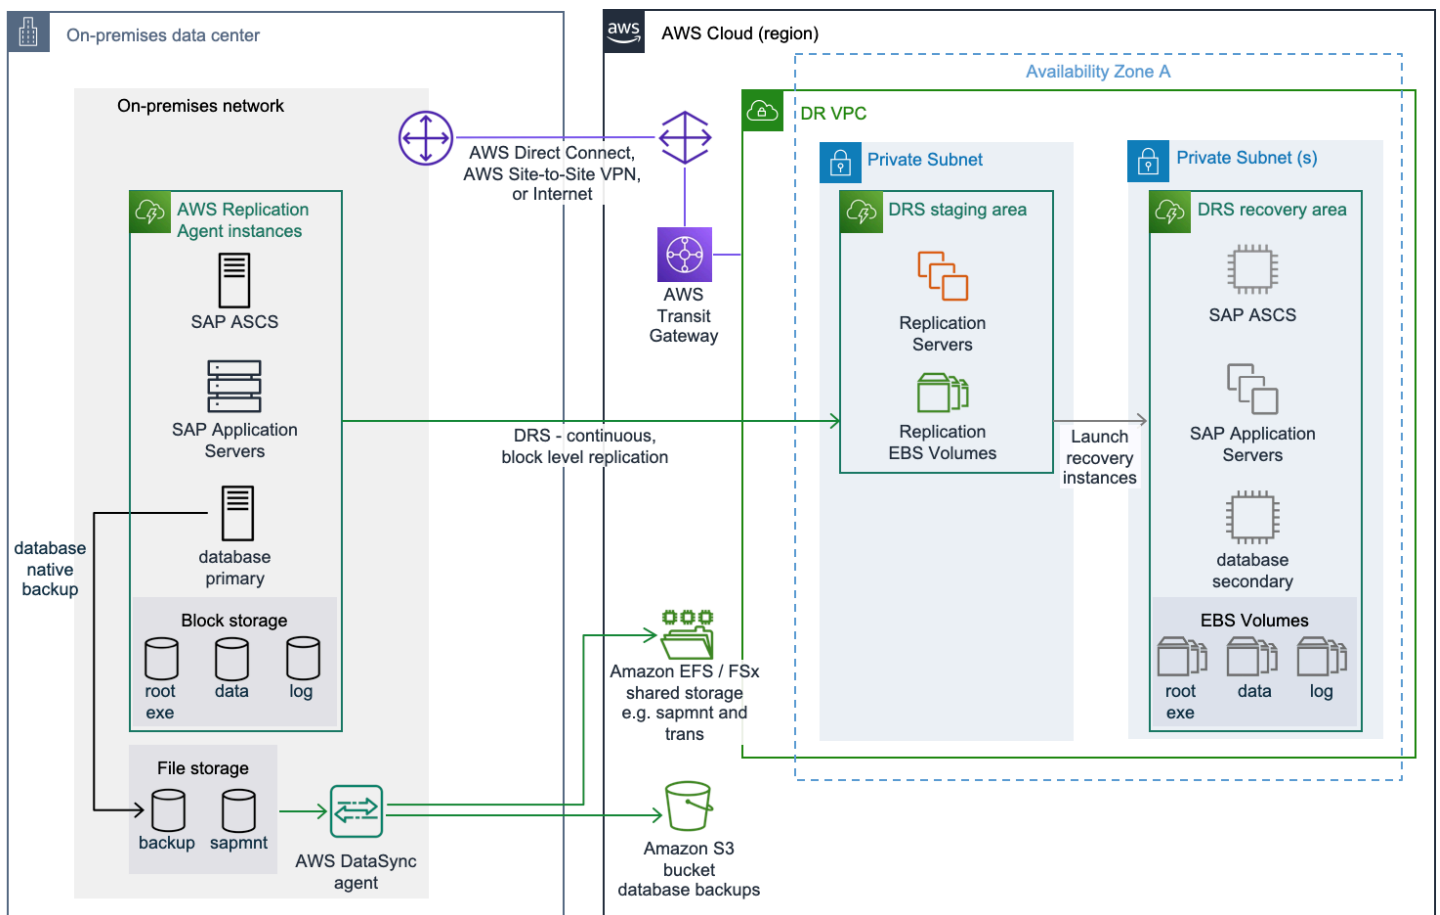 On-premises data center
aws
AWS Cloud (region)
Availability Zone A
On-premises network
DR VPC
AWS Direct Connect,
AWS Site-to-Site VPN,
or Internet
Private Subnet
Private Subnet (s)
AWS Replication
Agent instances
DRS staging area
DRS recovery area
SAP ASCS
AWS
Transit
Gateway
Replication
Servers
SAP ASCS
SAP Application
Servers
DRS - continuous,
block level replication
Replication
EBS Volumes
Launch
recovery
instances
SAP Application
Servers
database
native
backup
database
primary
database
secondary
Block storage
root
exe
data
log
Amazon EFS / FSx
shared storage
e.g. sapmnt and
trans
EBS Volumes
root
exe
data
log
File storage
backup
sapmnt
AWS DataSync
agent
Amazon S3
bucket
database backups